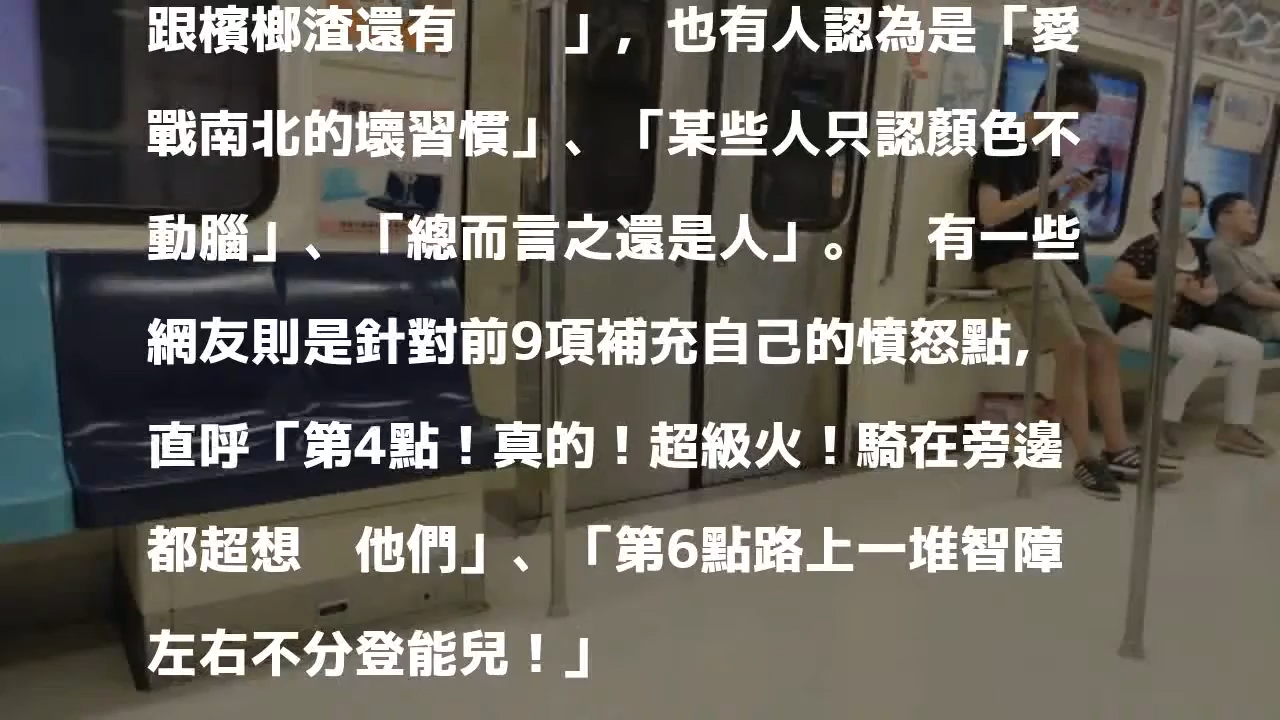 跟檳榔渣還有　　」，也有人認為是「愛
戰南北的壞習慣」、「某些人只認顏色不
動腦」、「總而言之還是人」。　有一些
網友則是針對前9項補充自己的憤怒點,
直呼「第4點！真的！超級火！騎在旁邊
都超想　他們」、「第6點路上一堆智障
左右不分登能兒！」